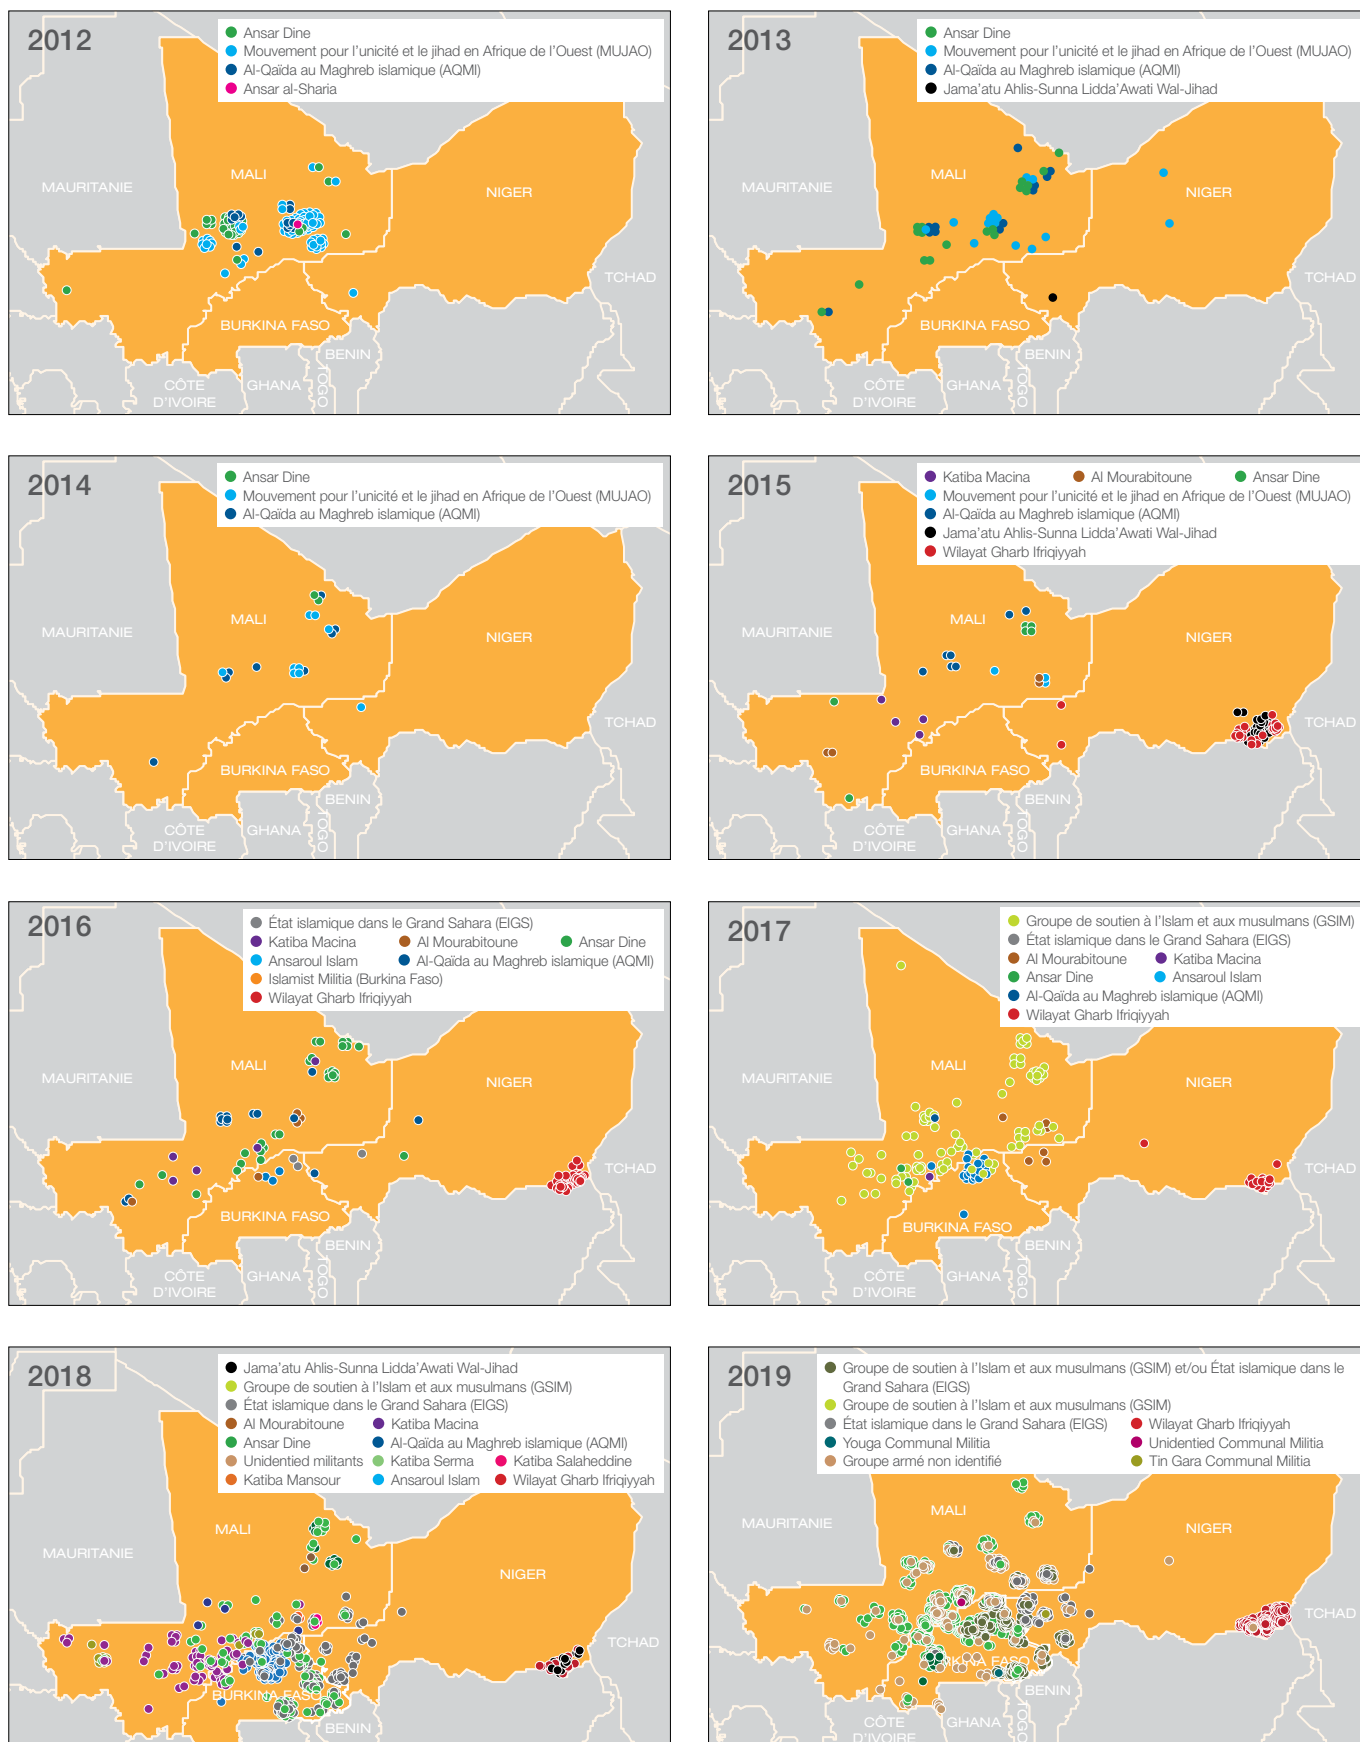 2012
Ansar Dine
Mouvement pour l'unicité et le jihad en Afrique de l'Ouest (MUJAO)
Al-Qaïda au Maghreb islamique (AQMI)
Ansar al-Sharia
MAURITANIE
MALI
NIGER
TCHAD
BURKINA FASO
BENIN
CÔTE
D'IVOIRE
GHANA
TOGO
2013
Ansar Dine
Mouvement pour l'unicité et le jihad en Afrique de l'Ouest (MUJAO)
Al-Qaïda au Maghreb islamique (AQMI)
Jama'atu Ahlis-Sunna Lidda'Awati Wal-Jihad
MAURITANIE
MALI
NIGER
TCHAD
BURKINA FASO
BENIN
CÔTE
D'IVOIRE
GHANA
TOGO
2014
Ansar Dine
Mouvement pour l'unicité et le jihad en Afrique de l'Ouest (MUJAO)
Al-Qaïda au Maghreb islamique (AQMI)
MAURITANIE
MALI
NIGER
TCHAD
BURKINA FASO
BENIN
CÔTE
D'IVOIRE
GHANA
TOGO
2015
Katiba Macina Al Mourabitoune Ansar Dine
Mouvement pour l'unicité et le jihad en Afrique de l'Ouest (MUJAO)
Al-Qaïda au Maghreb islamique (AQMI)
Jama'atu Ahlis-Sunna Lidda'Awati Wal-Jihad
Wilayat Gharb Ifriqiyyah
MAURITANIE
MALI
NIGER
TCHAD
BURKINA FASO
BENIN
CÔTE
D'IVOIRE
GHANA
TOGO
2016
État islamique dans le Grand Sahara (EIGS)
Katiba Macina Al Mourabitoune Ansar Dine
Ansaroul Islam Al-Qaïda au Maghreb islamique (AQMI)
Islamist Militia (Burkina Faso)
Wilayat Gharb Ifriqiyyah
MAURITANIE
MALI
NIGER
TCHAD
BURKINA FASO
BENIN
CÔTE
D'IVOIRE
GHANA
TOGO
2017
Groupe de soutien à l'Islam et aux musulmans (GSIM)
État islamique dans le Grand Sahara (EIGS)
Al Mourabitoune Katiba Macina
Ansar Dine Ansaroul Islam
Al-Qaïda au Maghreb islamique (AQMI)
Wilayat Gharb Ifriqiyyah
MAURITANIE
MALI
NIGER
TCHAD
BURKINA FASO
BENIN
CÔTE
D'IVOIRE
GHANA
TOGO
2018
Jama'atu Ahlis-Sunna Lidda'Awati Wal-Jihad
Groupe de soutien à l'Islam et aux musulmans (GSIM)
État islamique dans le Grand Sahara (EIGS)
Al Mourabitoune Katiba Macina
Ansar Dine Al-Qaïda au Maghreb islamique (AQMI)
Unidentied militants Katiba Serma Katiba Salaheddine
Katiba Mansour Ansaroul Islam Wilayat Gharb Ifriqiyyah
MALI
MAURITANIE
NIGER
TCHAD
BURKINA FASO
BENIN
CÔTE
D'IVOIRE
GHANA
2019
Groupe de soutien à l'Islam et aux musulmans (GSIM) et/ou État islamique dans le
Grand Sahara (EIGS)
Groupe de soutien à l'Islam et aux musulmans (GSIM)
État islamique dans le Grand Sahara (EIGS) Wilayat Gharb Ifriqiyyah
Youga Communal Militia Unidentied Communal Militia
Groupe armé non identifié Tin Gara Communal Militia
MALI
MAURITANIE
NIGER
TCHAD
FASO
BENIN
CÔTE
D'IVOIRE
GHANA